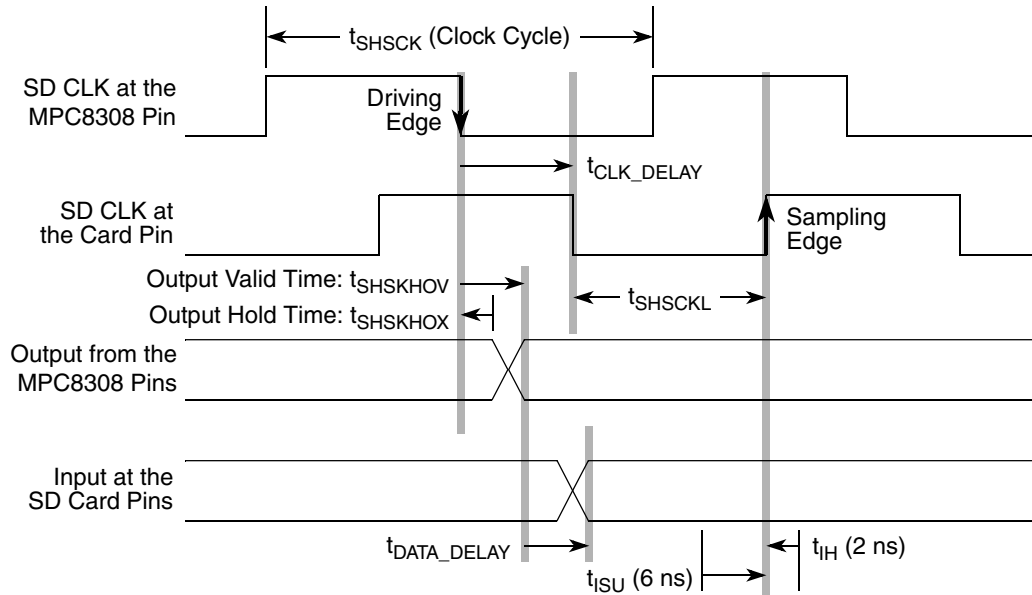 tSHSCK (Clock Cycle)
SD CLK at the
MPC8308 Pin
Driving
Edge
tCLK_DELAY
SD CLK at
the Card Pin
Sampling
Edge
Output Valid Time: tSHSKHOV
tSHSCKL
Output Hold Time: tSHSKHOX
Output from the
MPC8308 Pins
Input at the
SD Card Pins
tDATA_DELAY
tIH (2 ns)
tISU (6 ns)